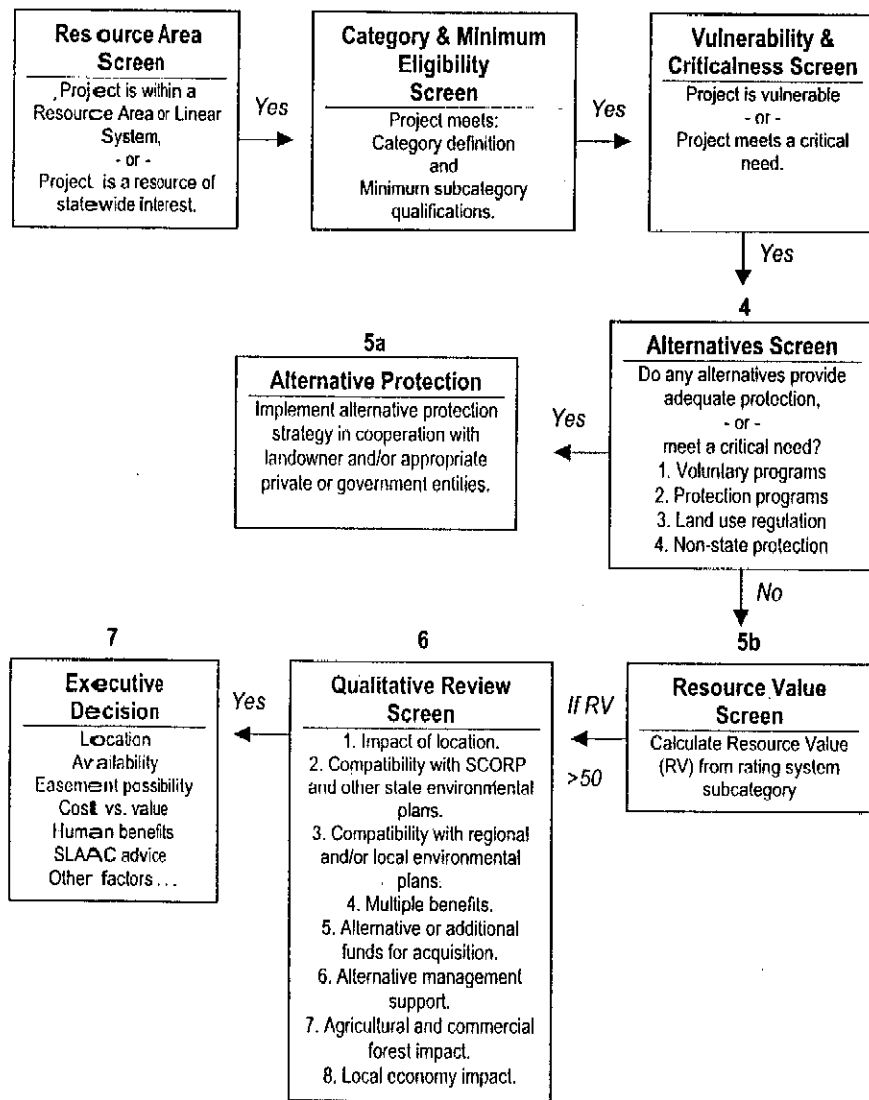 Resource Area
Screen
Project is within a
Resource Area or Linear
System,
- or -
Project is a resource of
statewide interest.
Yes
Category & Minimum
Eligibility
Screen
Project meets:
Category definition
and
Minimum subcategory
qualifications.
Yes
Vulnerability &
Criticalness Screen
Project is vulnerable
- or -
Project meets a critical
need.
Yes
4
Alternatives Screen
Do any alternatives provide
adequate protection,
- or -
meet a critical need?
1. Voluntary programs
2. Protection programs
3. Land use regulation
4. Non-state protection
Yes
5a
Alternative Protection
Implement alternative protection
strategy in cooperation with
landowner and/or appropriate
private or government entities.
No
5b
Resource Value
Screen
Calculate Resource Value
(RV) from rating system
subcategory
If RV
>50
6
Qualitative Review
Screen
1. Impact of location.
2. Compatibility with SCORP
and other state environmental
plans.
3. Compatibility with regional
and/or local environmental
plans.
4. Multiple benefits.
5. Alternative or additional
funds for acquisition.
6. Alternative management
support.
7. Agricultural and commercial
forest impact.
8. Local economy impact.
Yes
7
Executive
Decision
Location
Availability
Easement possibility
Cost vs. value
Human benefits
SLAAC advice
Other factors...